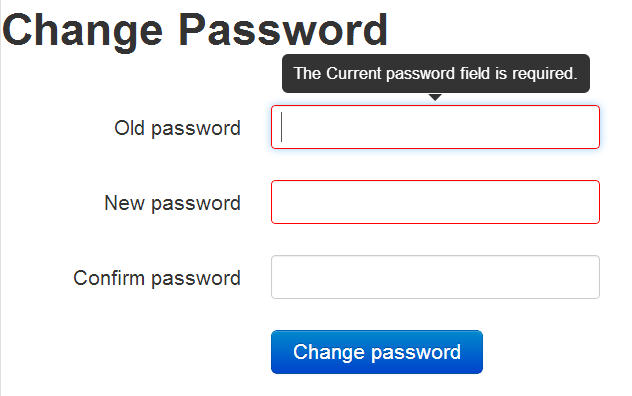 Change Password
The Current password field is required.
Old password
New password
Confirm password
Change password